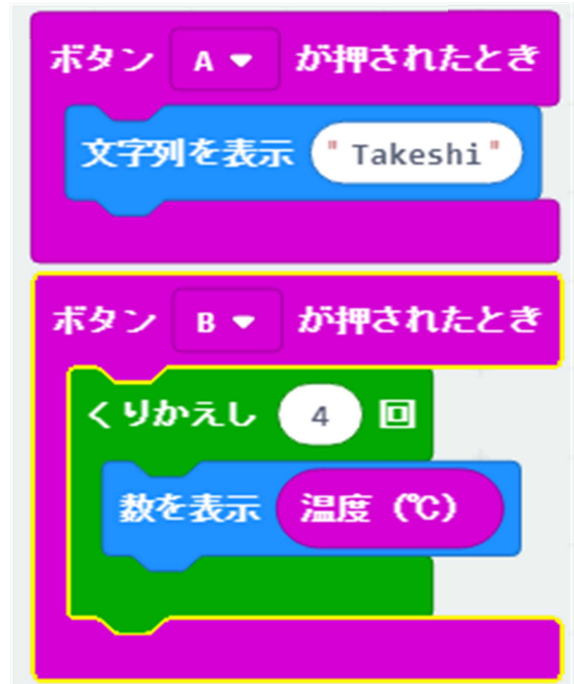 ボタン A が押されたとき
文字列を表示 "Takeshi"
ボタン B が押されたとき
くりかえし 4 回
数を表示 温度 (℃)